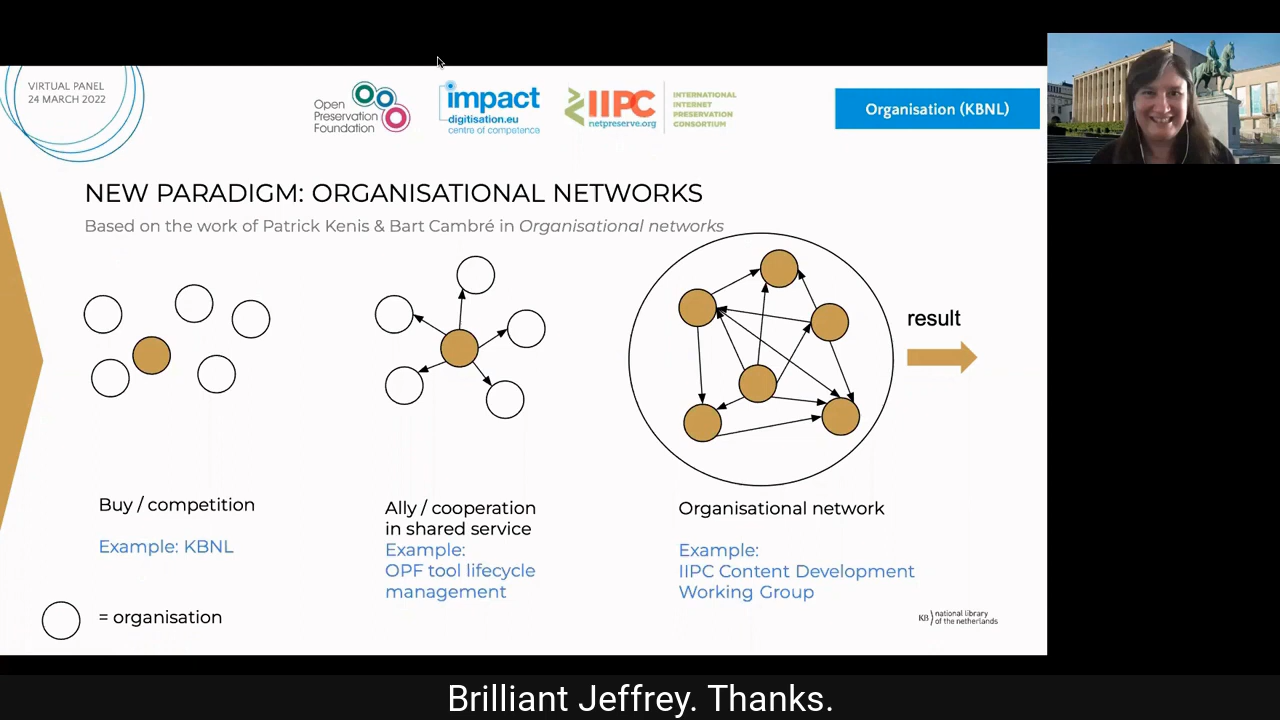 VIRTUAL PANEL
24 MARCH 2022
Open
Preservation
Foundation
impact
digitisation.eu
centre of competence
IIPC
netpreserve.org
INTERNATIONAL
INTERNET
PRESERVATION
CONSORTIUM
Organisation (KBNL)
NEW PARADIGM: ORGANISATIONAL NETWORKS
Based on the work of Patrick Kenis & Bart Cambré in Organisational networks
result
Buy / competition
Example: KBNL
Ally / cooperation
in shared service
Example:
OPF tool lifecycle
management
Organisational network
Example:
IIPC Content Development
Working Group
= organisation
KB national library
of the netherlands
Brilliant Jeffrey. Thanks.